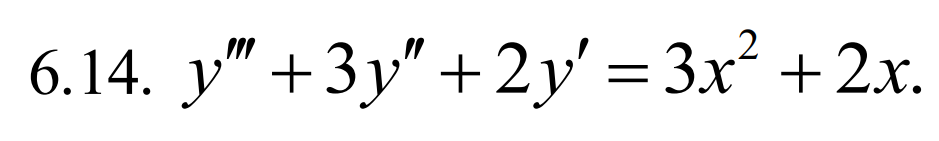 6.14. y''' + 3y'' + 2y' = 3x² + 2x.